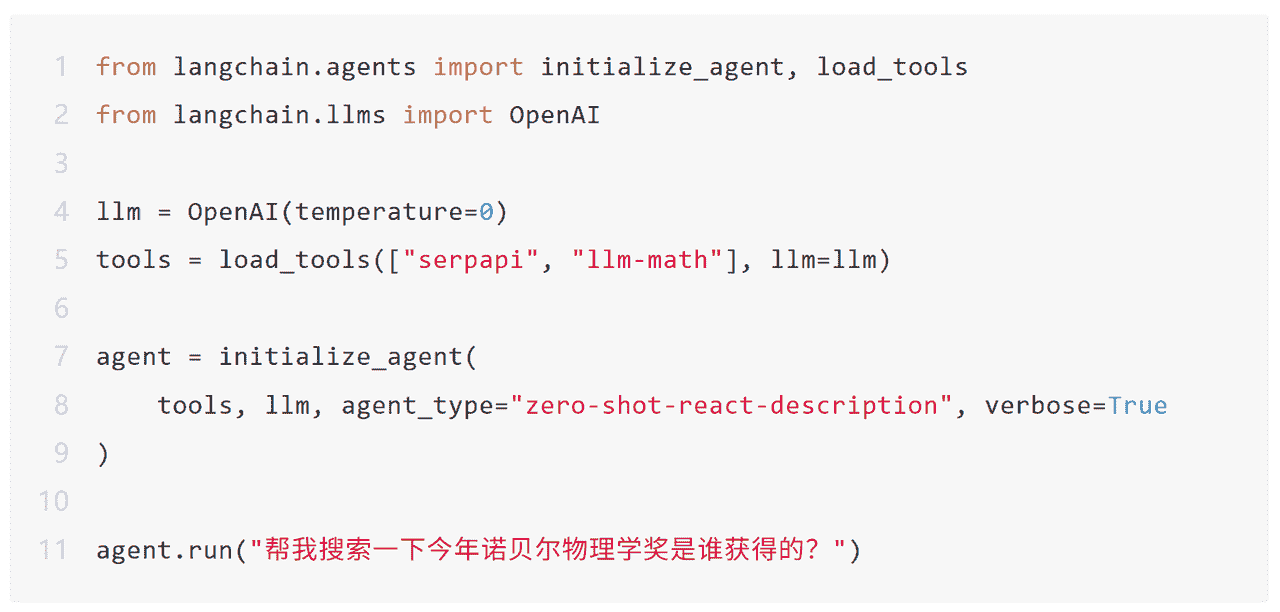 1 from langchain.agents import initialize_agent, load_tools
2 from langchain.llms import OpenAI
3
4 llm = OpenAI(temperature=0)
5 tools = load_tools(["serpapi", "llm-math"], llm=llm)
6
7 agent = initialize_agent(
8     tools, llm, agent_type="zero-shot-react-description", verbose=True
9 )
10
11 agent.run("帮我搜索一下今年诺贝尔物理学奖是谁获得的？")